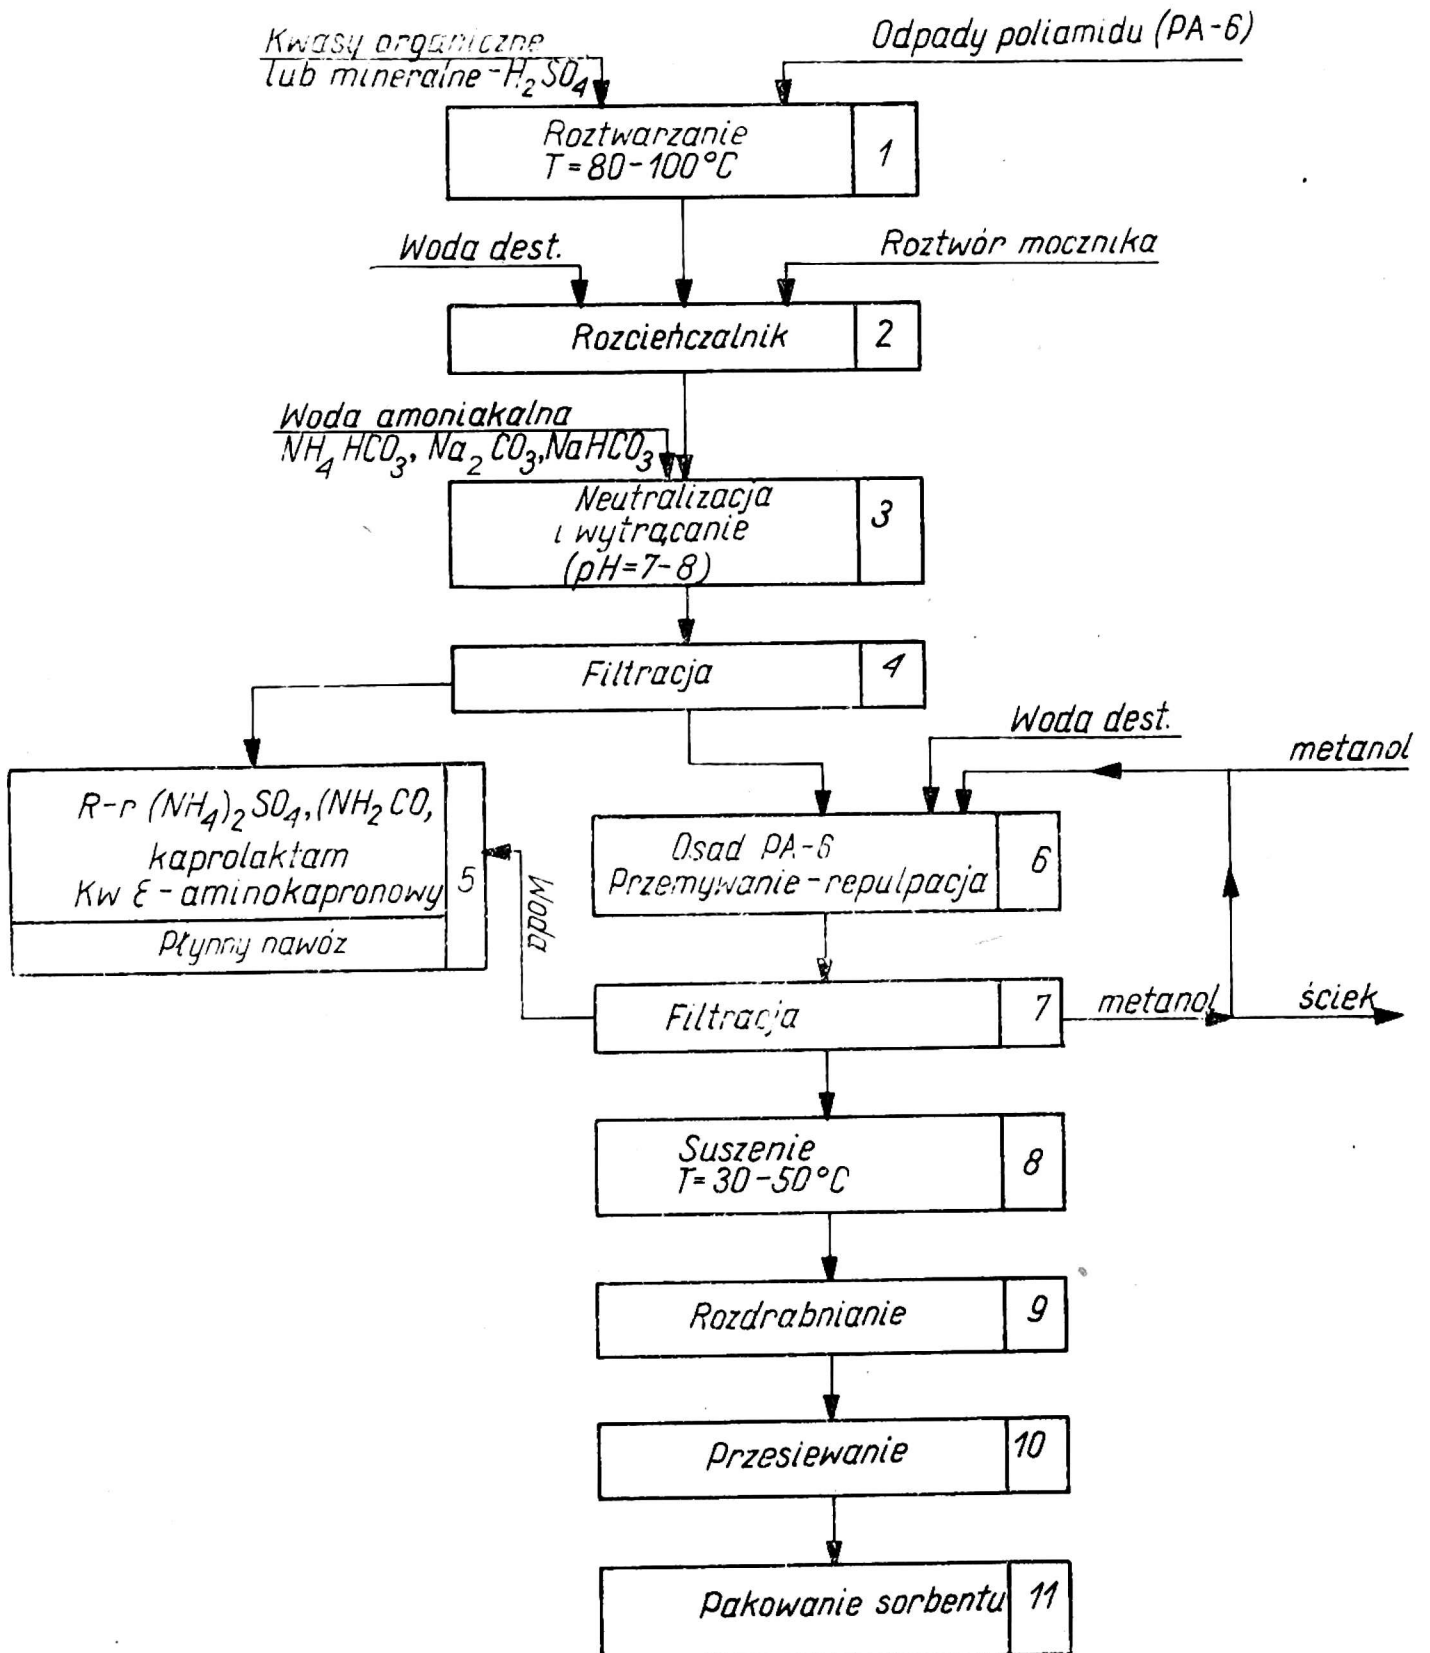 Kwasy organiczne
lub mineralne - H₂SO₄
Odpady poliamidu (PA-6)
Roztwarzanie
T = 80-100°C
1
Woda dest.
Roztwór mocznika
Rozcieńczalnik
2
Woda amoniakalna
NH₄HCO₃, Na₂CO₃, NaHCO₃
Neutralizacja
i wytrącanie
(pH=7-8)
3
Filtracja
4
Woda dest.
metanol
R-r (NH₄)₂SO₄, (NH₂CO,
kaprolaktam
Kw ε-aminokapronowy
5
Płynny nawóz
Woda
Osad PA-6
Przemywanie-repulpacja
6
Filtracja
7
metanol
ściek
Suszenie
T=30-50°C
8
Rozdrabnianie
9
Przesiewanie
10
Pakowanie sorbentu
11